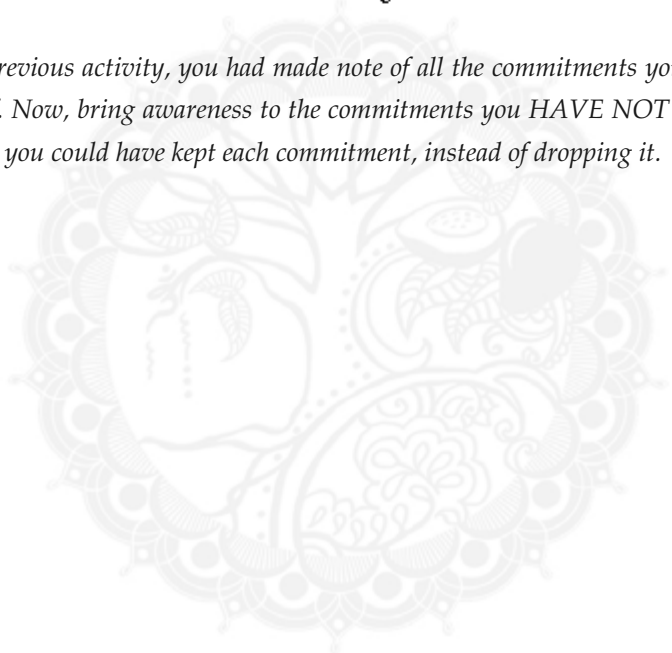 revious activity, you had made note of all the commitments yo
. Now, bring awareness to the commitments you HAVE NOT
you could have kept each commitment, instead of dropping it.